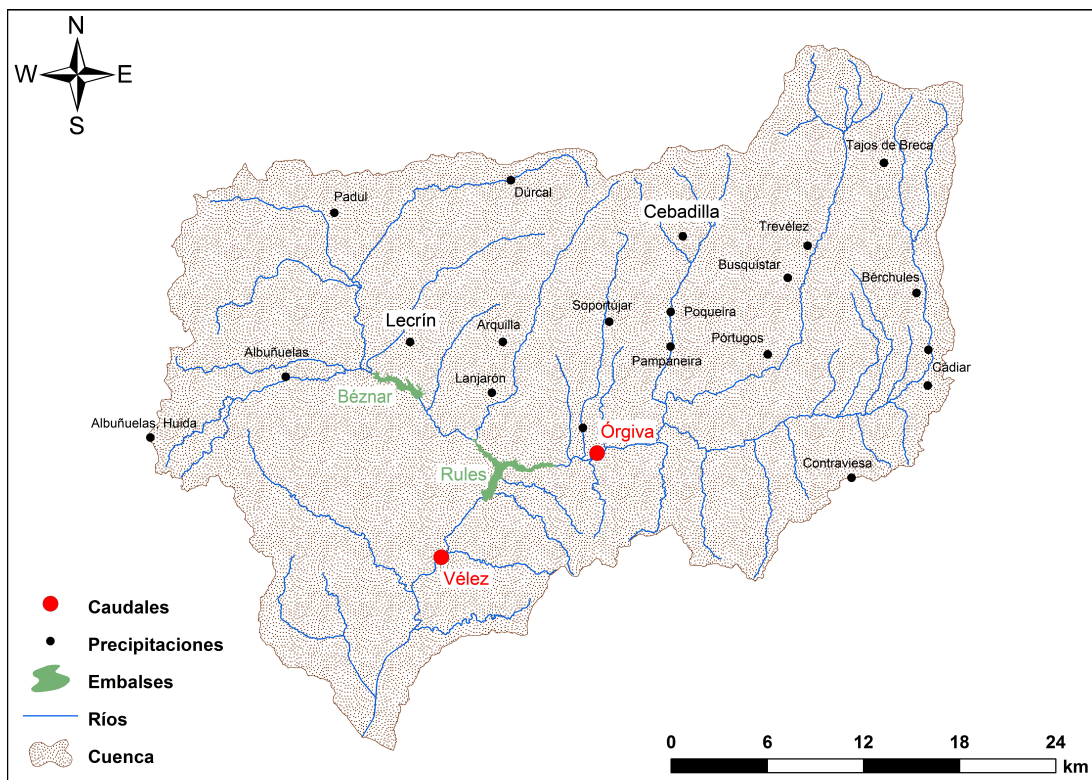 N
W E
S
Tajos de Breca
Padul
Durcal
Cebadilla
Trevélez
Busquistar
Bérchules
Soportújar
Lecrín
Arquilla
Poqueira
Albuñuelas
Pampaneira
Pórtugos
Cádiar
Lanjarón
Béznar
Albuñuelas, Huida
Órgiva
Contraviesa
Rules
Vélez
Caudales
Precipitaciones
Embalses
Ríos
Cuenca
0 6 12 18 24
km